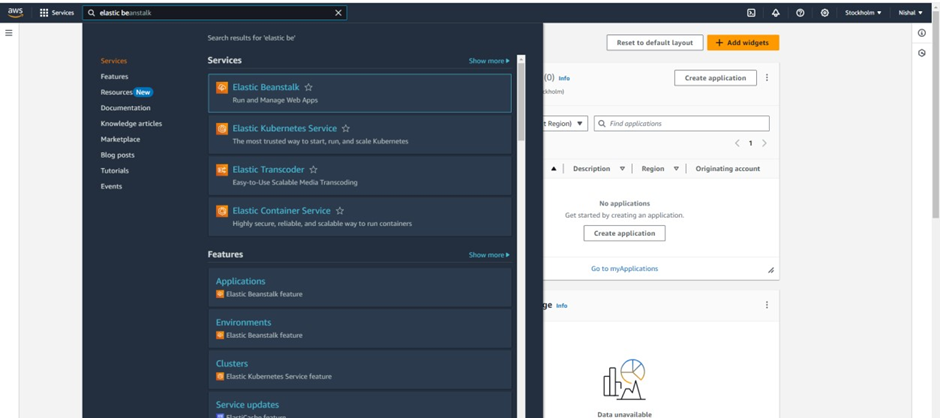 aws
Services
elastic beanstalk
Stockholm
Nishal
Search results for 'elastic be'
Services
Features
Resources New
Documentation
Knowledge articles
Marketplace
Blog posts
Tutorials
Events
Services
Show more
Elastic Beanstalk
Run and Manage Web Apps
Elastic Kubernetes Service
The most trusted way to start, run, and scale Kubernetes
Elastic Transcoder
Easy-to-Use Scalable Media Transcoding
Elastic Container Service
Highly secure, reliable, and scalable way to run containers
Features
Show more
Applications
Elastic Beanstalk feature
Environments
Elastic Beanstalk feature
Clusters
Elastic Kubernetes Service feature
Service updates
ElastiCache feature
Reset to default layout
+ Add widgets
(0) Info
Create application
ckholm)
t Region)
Find applications
1
Description
Region
Originating account
No applications
Get started by creating an application.
Create application
Go to myApplications
ge Info
Data unavailable